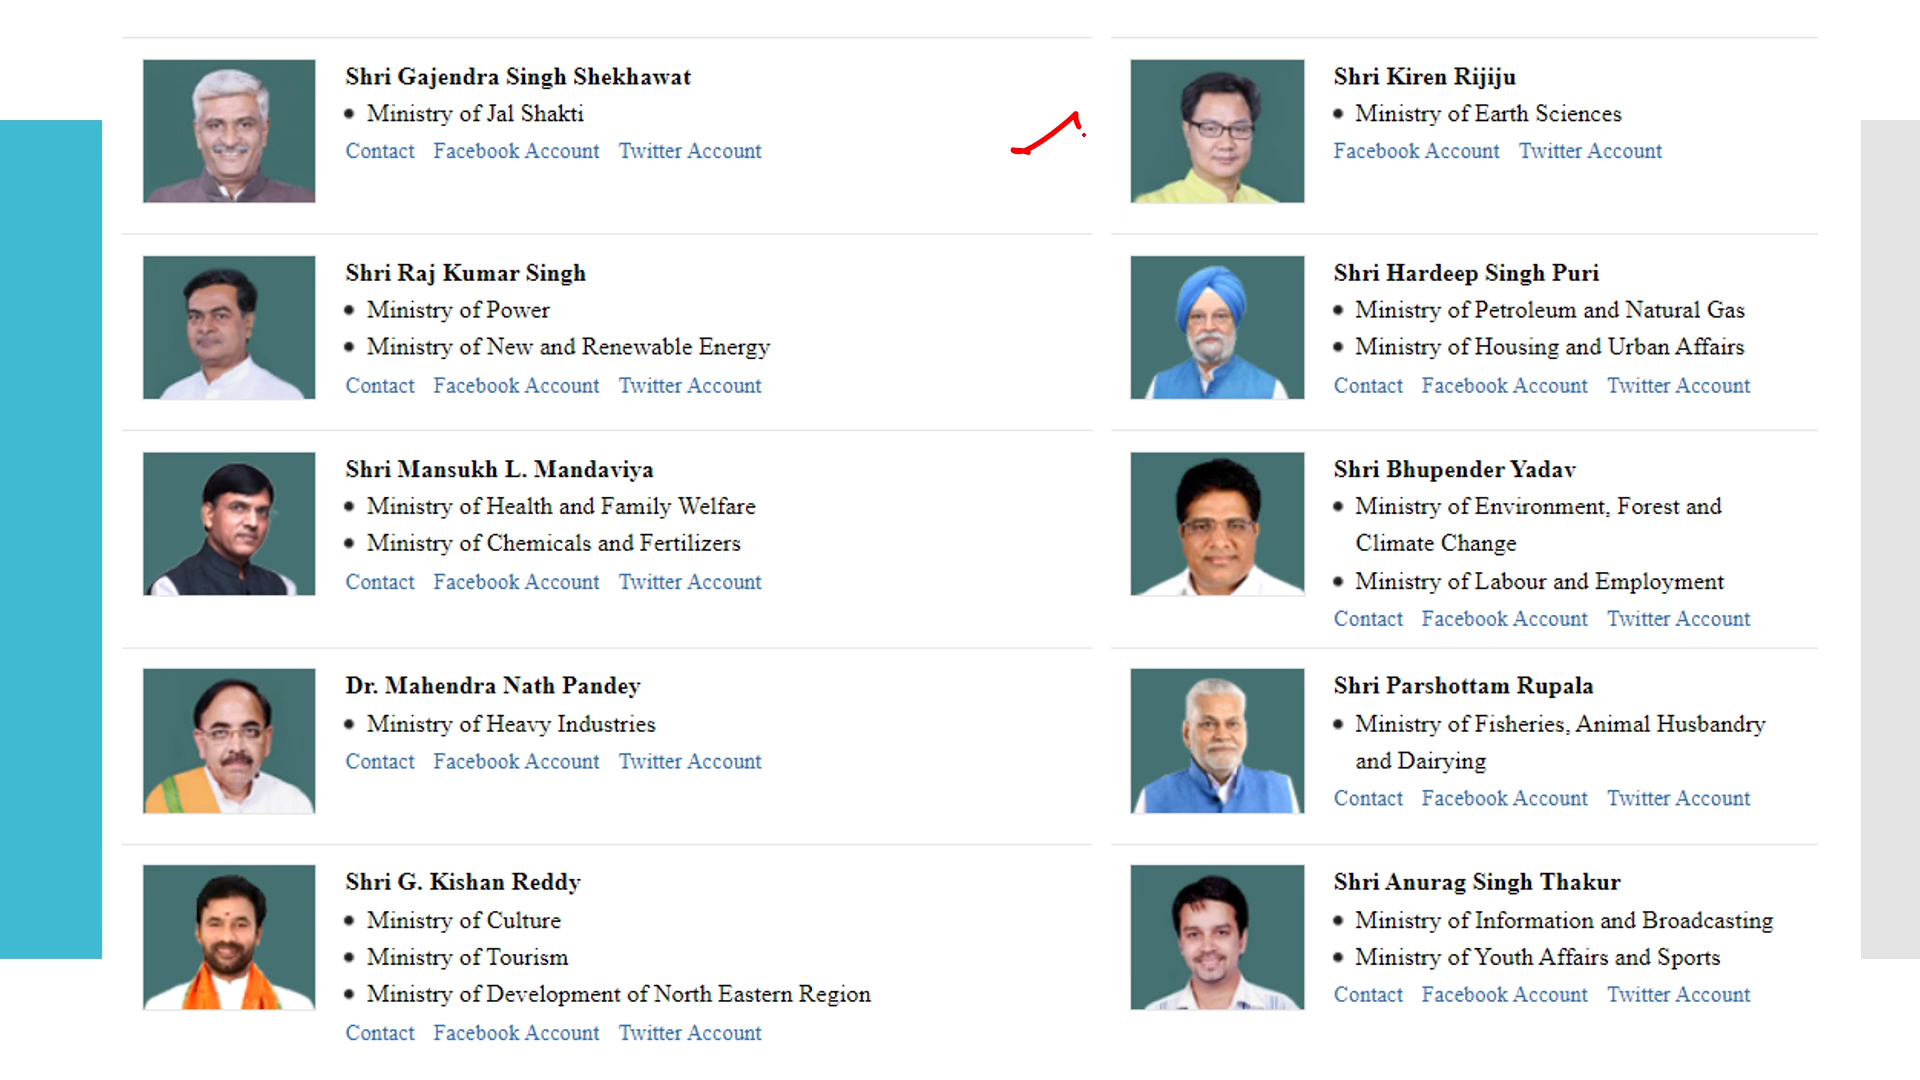 Shri Gajendra Singh Shekhawat
Ministry of Jal Shakti
Contact Facebook Account Twitter Account
Shri Raj Kumar Singh
Ministry of Power
Ministry of New and Renewable Energy
Contact Facebook Account Twitter Account
Shri Mansukh L. Mandaviya
Ministry of Health and Family Welfare
Ministry of Chemicals and Fertilizers
Contact Facebook Account Twitter Account
Dr. Mahendra Nath Pandey
Ministry of Heavy Industries
Contact Facebook Account Twitter Account
Shri G. Kishan Reddy
Ministry of Culture
Ministry of Tourism
Ministry of Development of North Eastern Region
Contact Facebook Account Twitter Account
Shri Kiren Rijiju
Ministry of Earth Sciences
Facebook Account Twitter Account
Shri Hardeep Singh Puri
Ministry of Petroleum and Natural Gas
Ministry of Housing and Urban Affairs
Contact Facebook Account Twitter Account
Shri Bhupender Yadav
Ministry of Environment, Forest and
Climate Change
Ministry of Labour and Employment
Contact Facebook Account Twitter Account
Shri Parshottam Rupala
Ministry of Fisheries, Animal Husbandry
and Dairying
Contact Facebook Account Twitter Account
Shri Anurag Singh Thakur
Ministry of Information and Broadcasting
Ministry of Youth Affairs and Sports
Contact Facebook Account Twitter Account